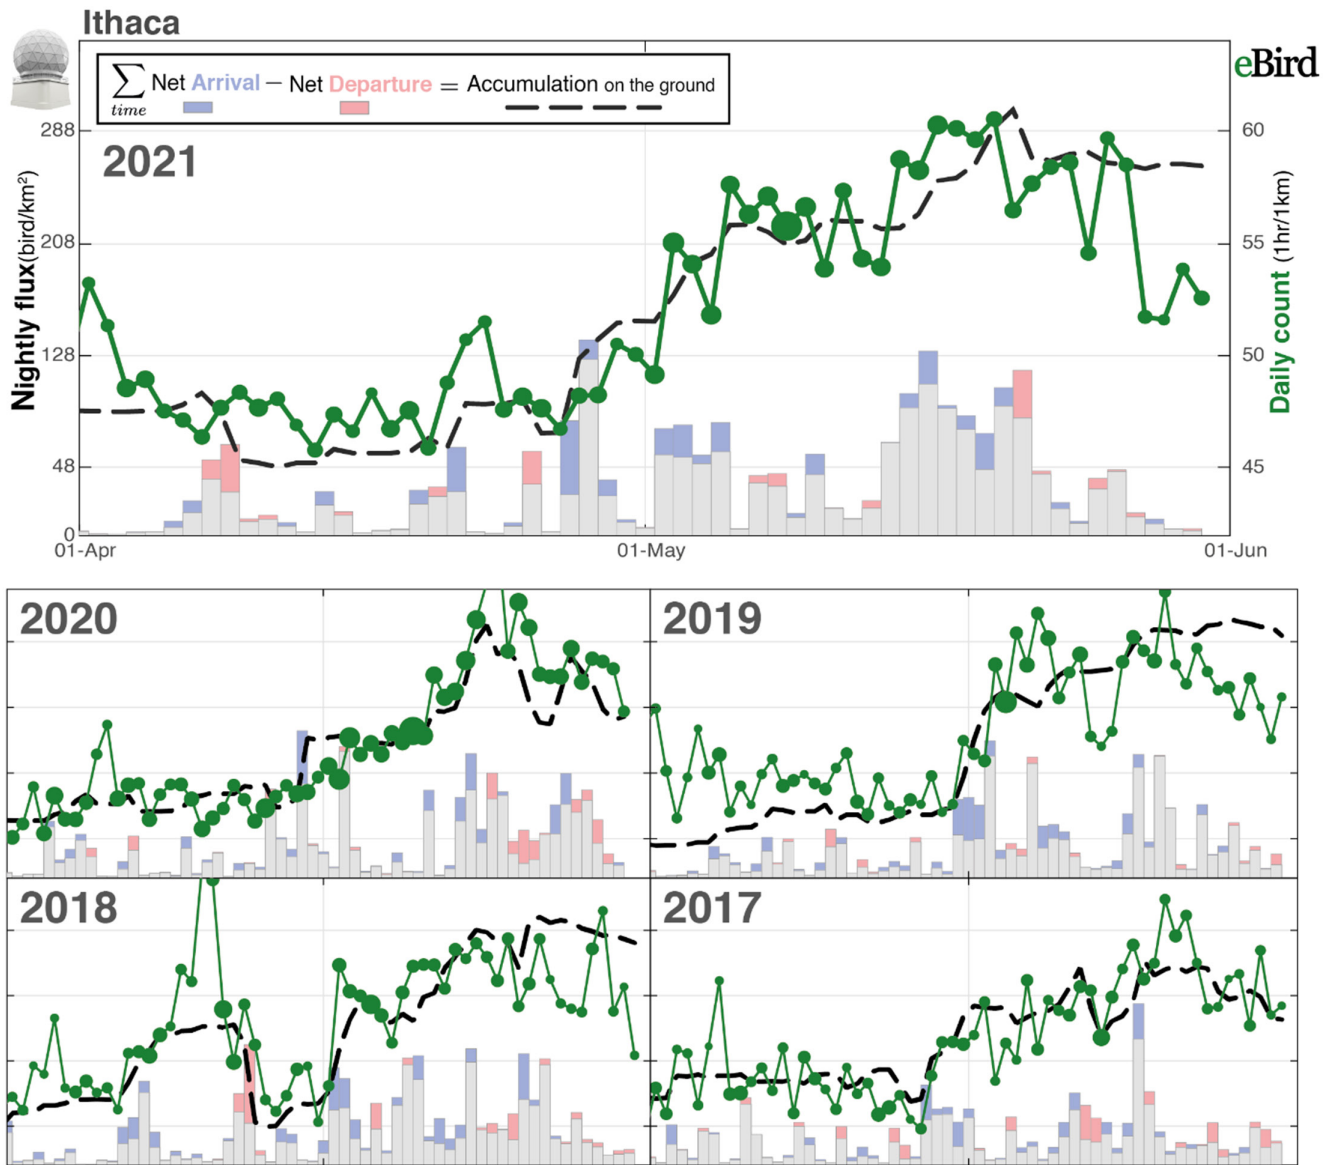 Ithaca
eBird
∑ Net Arrival − Net Departure = Accumulation on the ground
time
2021
288
208
128
48
0
Nightly flux(bird/km²)
60
55
50
45
Daily count (1hr/1km)
01-Apr 01-May 01-Jun
2020 2019
2018 2017